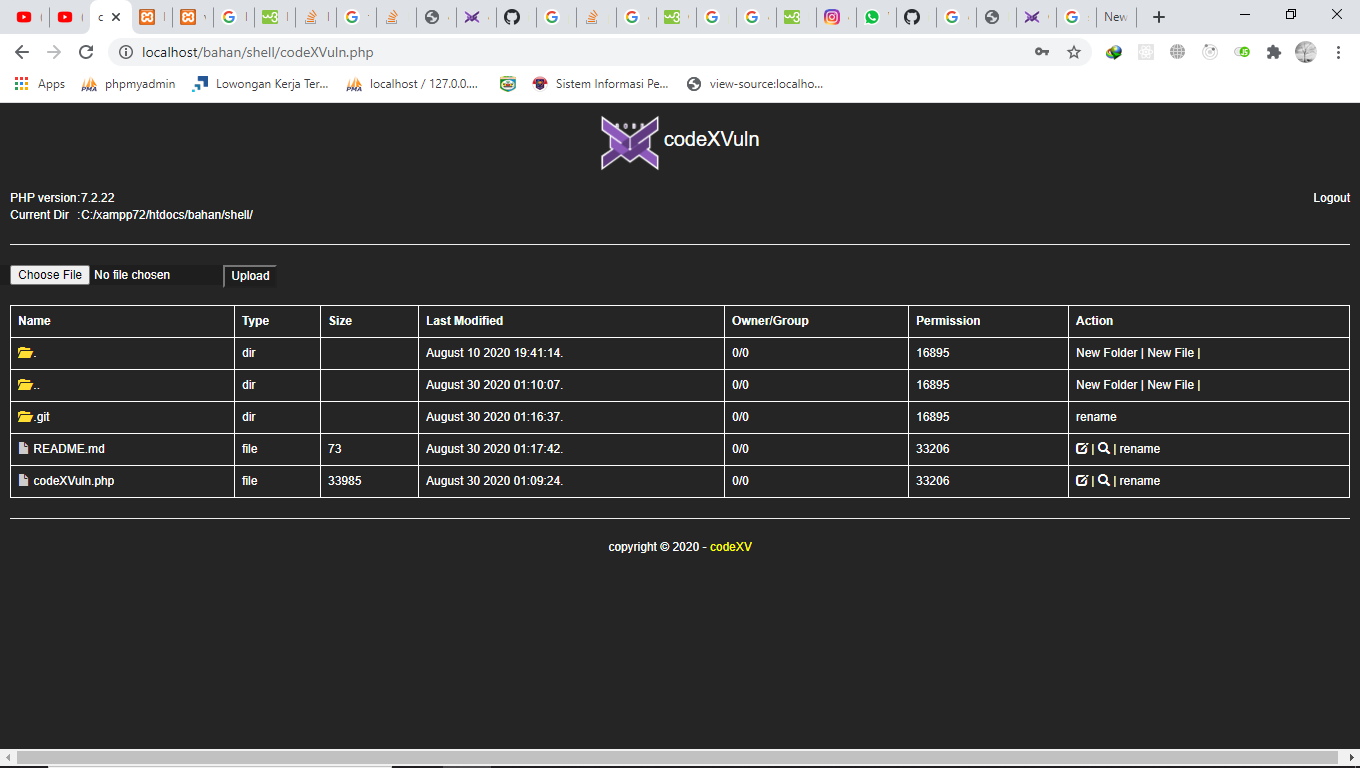 New
localhost/bahan/shell/codeXVuln.php
Apps phpmyadmin Lowongan Kerja Ter... localhost / 127.0.0.... Sistem Informasi Pe... view-source:localho...
codeXVuln
PHP version:7.2.22 Logout
Current Dir :C:/xampp72/htdocs/bahan/shell/
Choose File No file chosen Upload
Name Type Size Last Modified Owner/Group Permission Action
. dir August 10 2020 19:41:14. 0/0 16895 New Folder | New File |
.. dir August 30 2020 01:10:07. 0/0 16895 New Folder | New File |
.git dir August 30 2020 01:16:37. 0/0 16895 rename
README.md file 73 August 30 2020 01:17:42. 0/0 33206 | | rename
codeXVuln.php file 33985 August 30 2020 01:09:24. 0/0 33206 | | rename
copyright © 2020 - codeXV